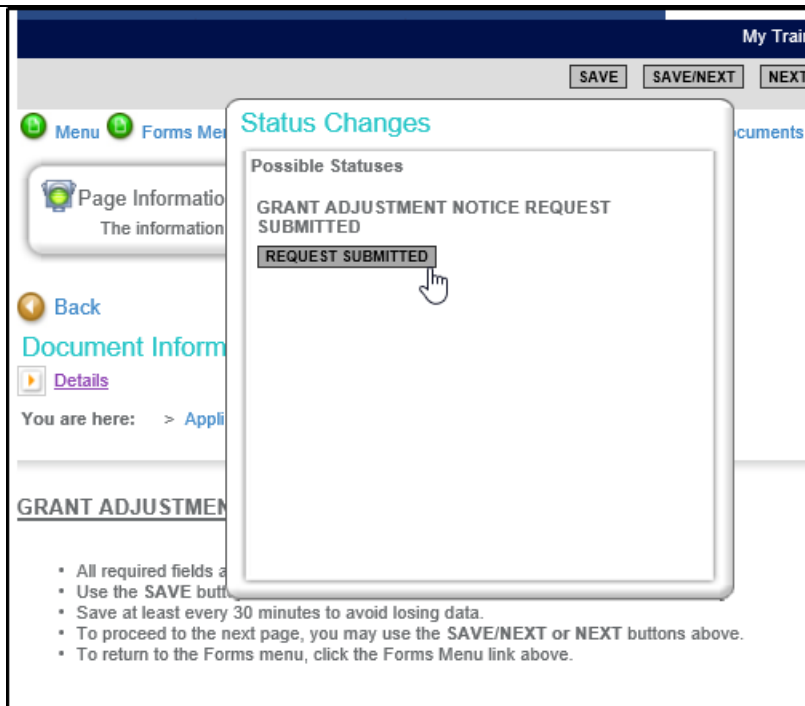 My Trai
SAVE SAVE/NEXT NEXT
Menu Forms Me
cuments
Status Changes
Possible Statuses
GRANT ADJUSTMENT NOTICE REQUEST
SUBMITTED
REQUEST SUBMITTED
Page Informatio
The information
Back
Document Inform
Details
You are here: > Appli
GRANT ADJUSTMEN
• All required fields a
• Use the SAVE butt
• Save at least every 30 minutes to avoid losing data.
• To proceed to the next page, you may use the SAVE/NEXT or NEXT buttons above.
• To return to the Forms menu, click the Forms Menu link above.